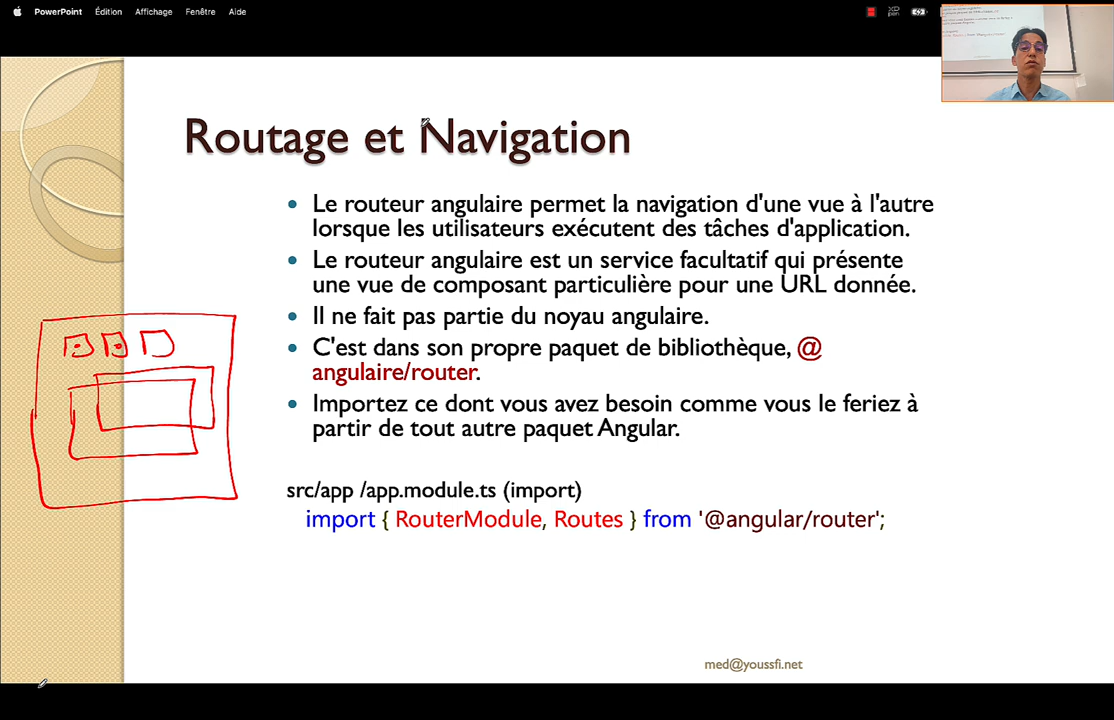 PowerPoint Édition Affichage Fenêtre Aide
XP
pen
Routage et Navigation
• Le routeur angulaire permet la navigation d'une vue à l'autre
lorsque les utilisateurs exécutent des tâches d'application.
• Le routeur angulaire est un service facultatif qui présente
une vue de composant particulière pour une URL donnée.
• Il ne fait pas partie du noyau angulaire.
• C'est dans son propre paquet de bibliothèque, @
angulaire/router.
• Importez ce dont vous avez besoin comme vous le feriez à
partir de tout autre paquet Angular.
src/app /app.module.ts (import)
import { RouterModule, Routes } from '@angular/router';
med@youssfi.net